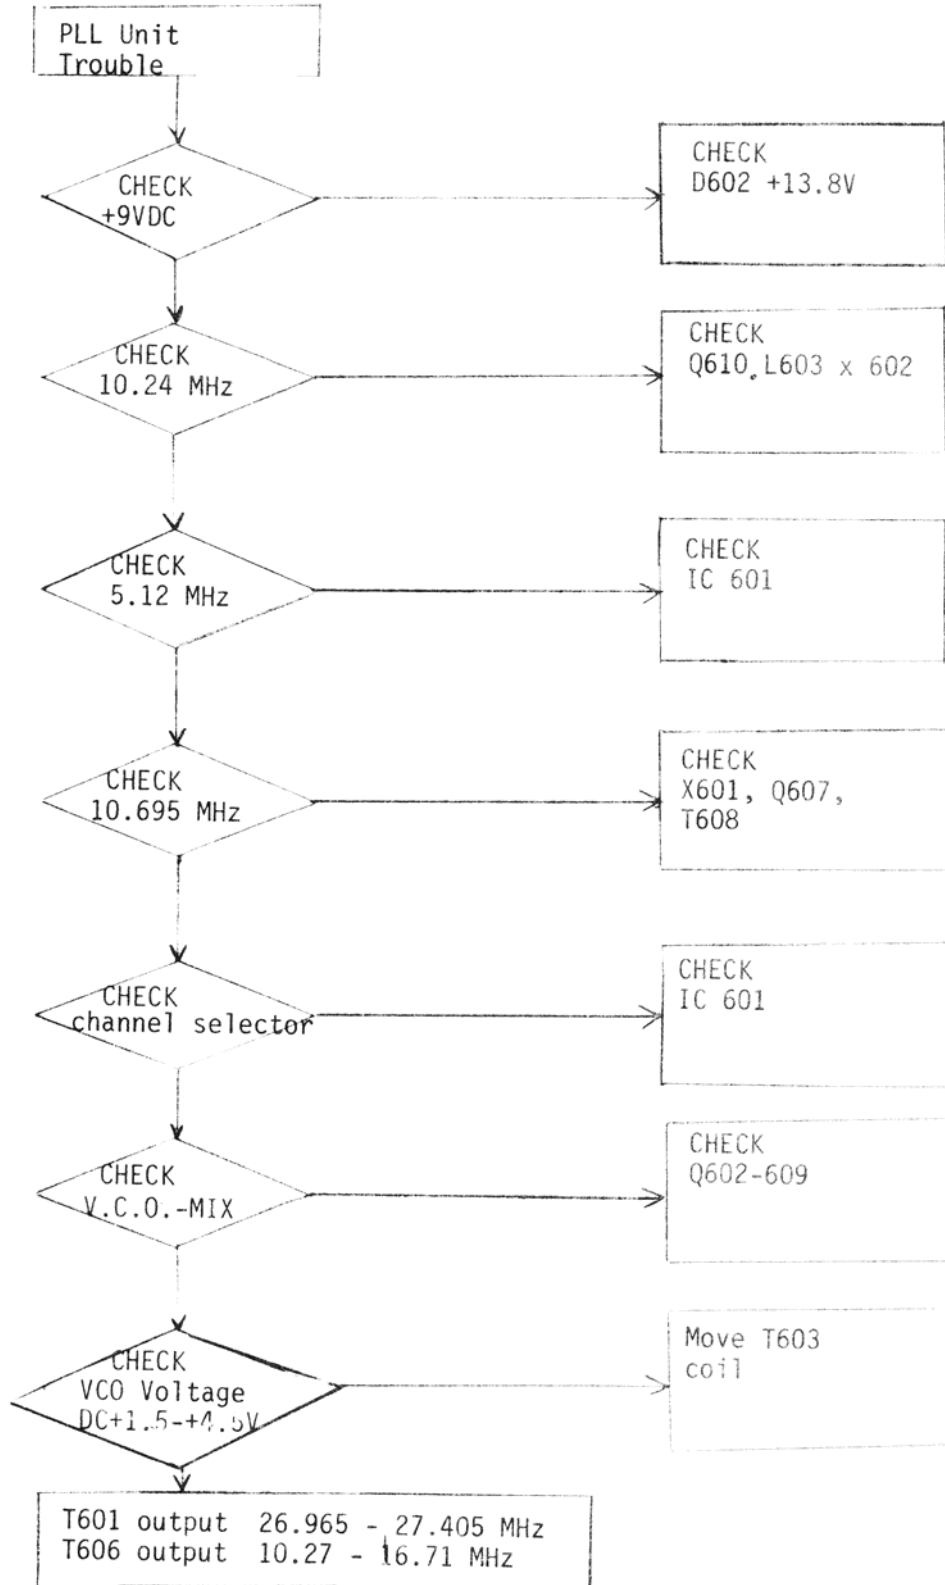 PLL Unit
Trouble
CHECK
+9VDC
CHECK
D602 +13.8V
CHECK
10.24 MHz
CHECK
Q610, L603 x 602
CHECK
5.12 MHz
CHECK
IC 601
CHECK
10.695 MHz
CHECK
X601, Q607,
T608
CHECK
channel selector
CHECK
IC 601
CHECK
V.C.O.-MIX
CHECK
Q602-609
CHECK
VCO Voltage
DC+1.5-+4.5V
Move T603
coil
T601 output 26.965 - 27.405 MHz
T606 output 10.27 - 16.71 MHz